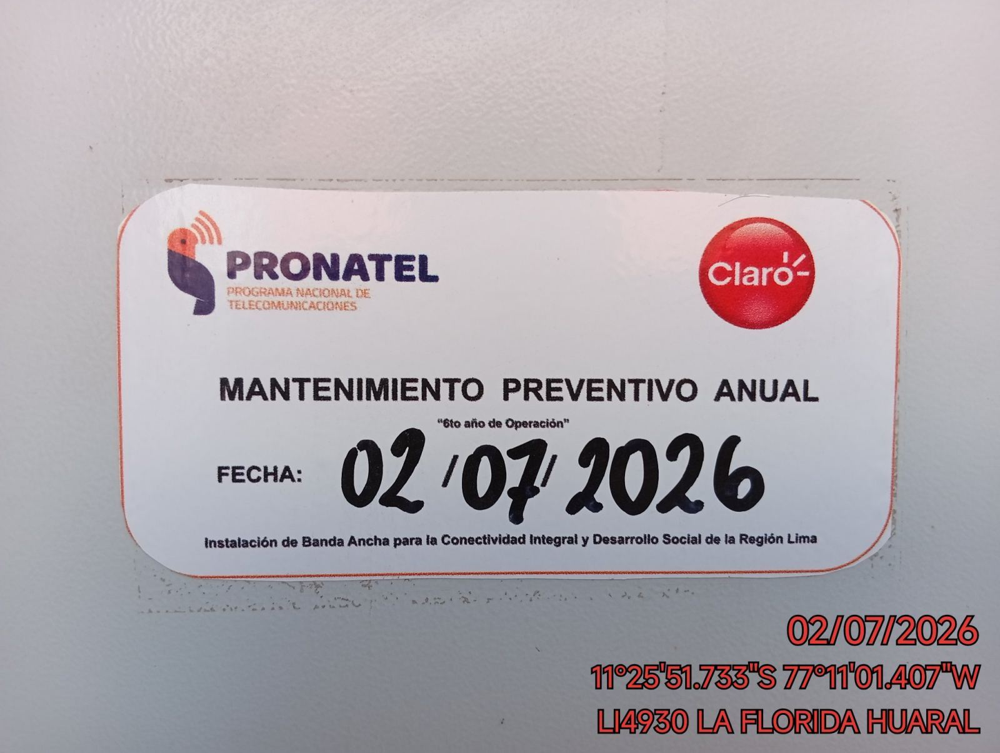 PRONATEL
PROGRAMA NACIONAL DE
TELECOMUNICACIONES
Claro
MANTENIMIENTO PREVENTIVO ANUAL
"6to año de Operación"
FECHA: 02/07/2026
Instalación de Banda Ancha para la Conectividad Integral y Desarrollo Social de la Región Lima
02/07/2026
11°25'51.733"S 77°11'01.407"W
LI4930 LA FLORIDA HUARAL